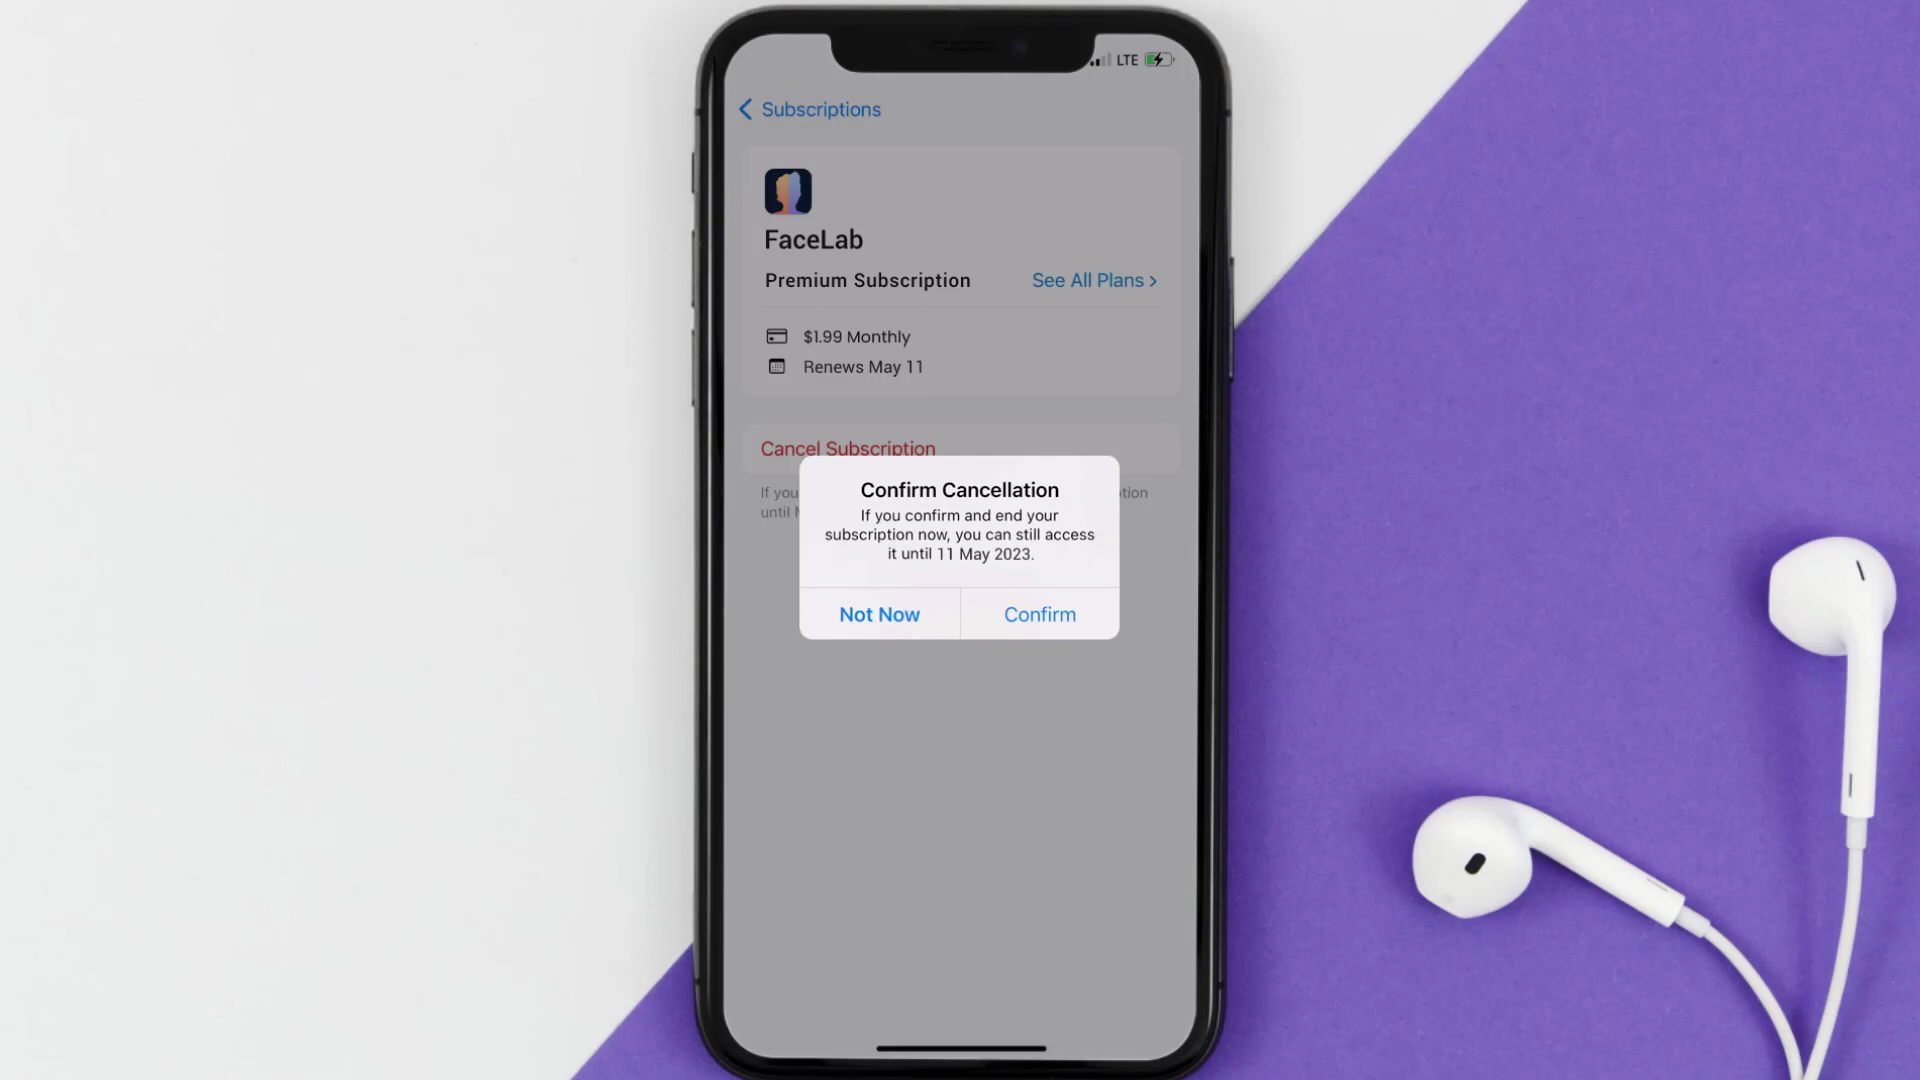 LTE
Subscriptions
FaceLab
Premium Subscription
See All Plans
$1.99 Monthly
Renews May 11
Cancel Subscription
If you
until
Confirm Cancellation
If you confirm and end your
subscription now, you can still access
it until 11 May 2023.
Not Now
Confirm